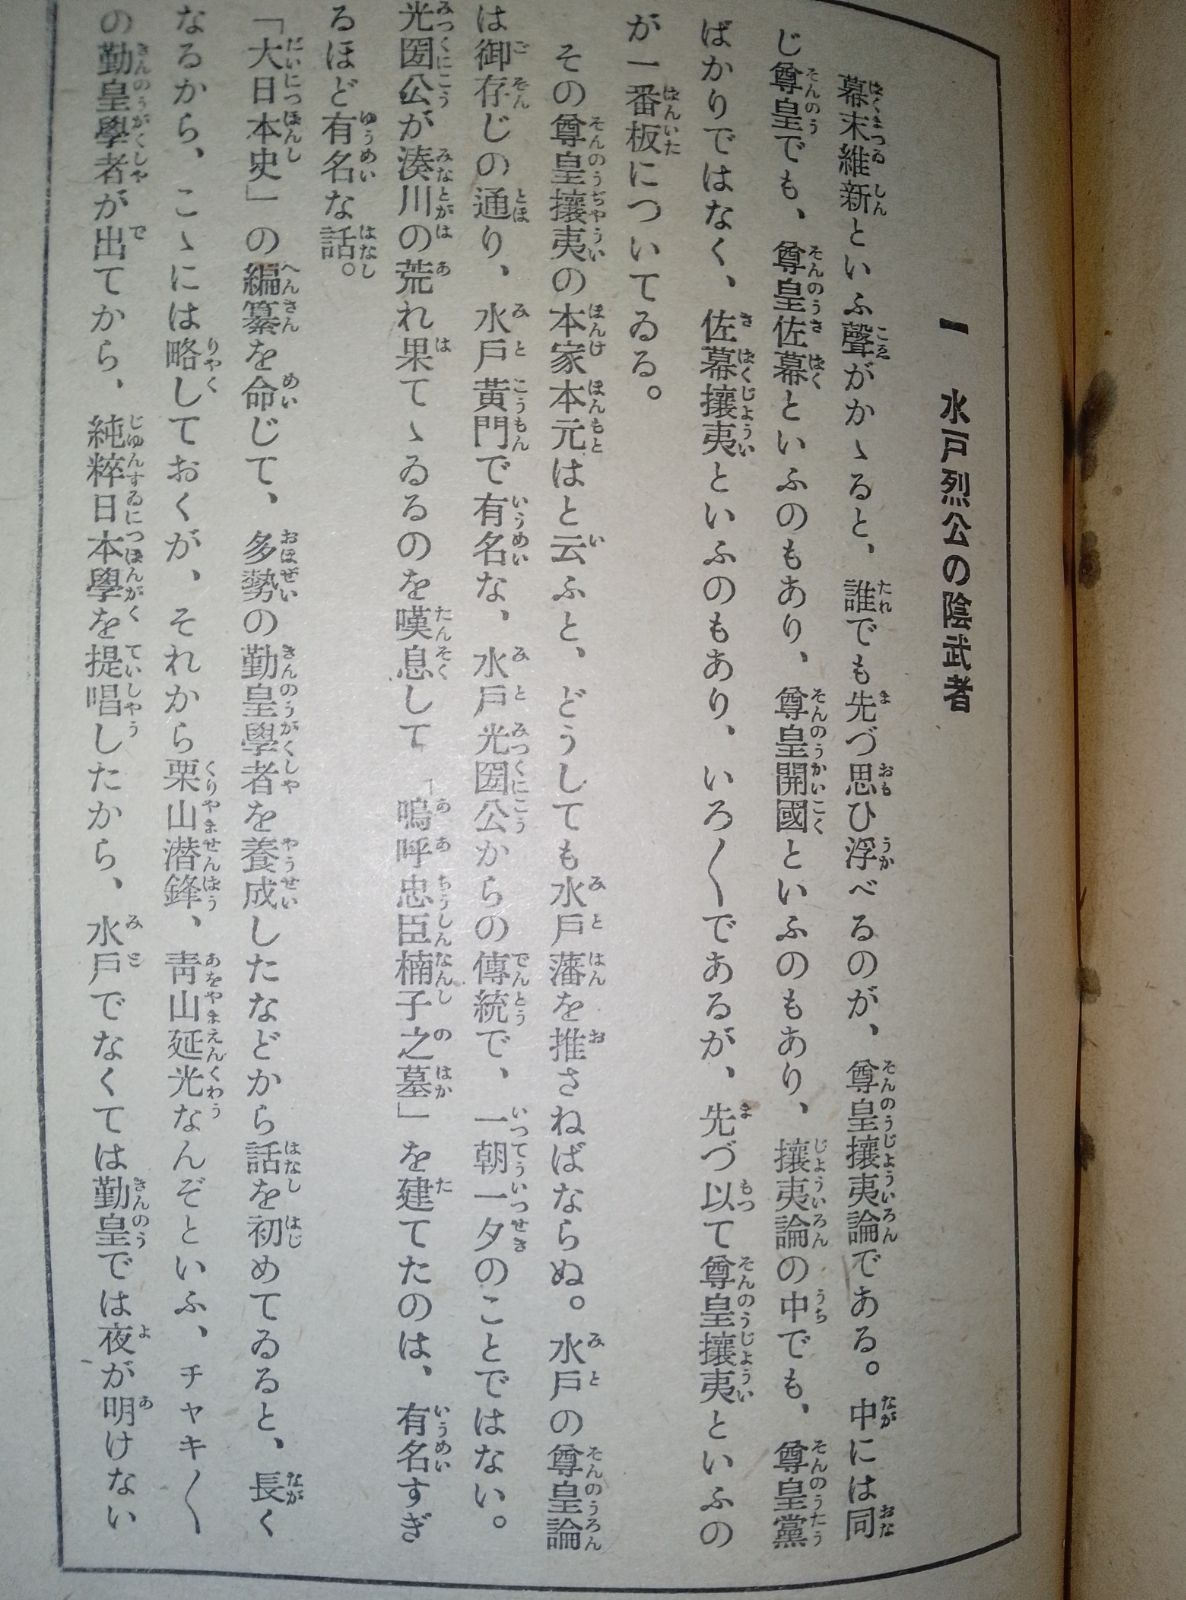 一　水戸烈公の陰武者
幕末維新といふ聲がかゝると、誰でも先づ思ひ浮べるのが、尊皇攘夷論である。中には同
じ尊皇でも、尊皇佐幕といふのもあり、尊皇開國といふのもあり、攘夷論の中でも、尊皇黨
ばかりではなく、佐幕攘夷といふのもあり、いろ〱であるが、先づ以て尊皇攘夷といふの
が一番板についてゐる。
その尊皇攘夷の本家本元はと云ふと、どうしても水戸藩を推さねばならぬ。水戸の尊皇論
は御存じの通り、水戸黄門で有名な、水戸光圀公からの傳統で、一朝一夕のことではない。
光圀公が湊川の荒れ果てゝゐるのを嘆息して「嗚呼忠臣楠子之墓」を建てたのは、有名すぎ
るほど有名な話。
「大日本史」の編纂を命じて、多勢の勤皇學者を養成したなどから話を初めてゐると、長く
なるから、こゝには略しておくが、それから栗山潜鋒、靑山延光なんぞといふ、チャキ〱
の勤皇學者が出てから、純粹日本學を提唱したから、水戸でなくては勤皇では夜が明けない